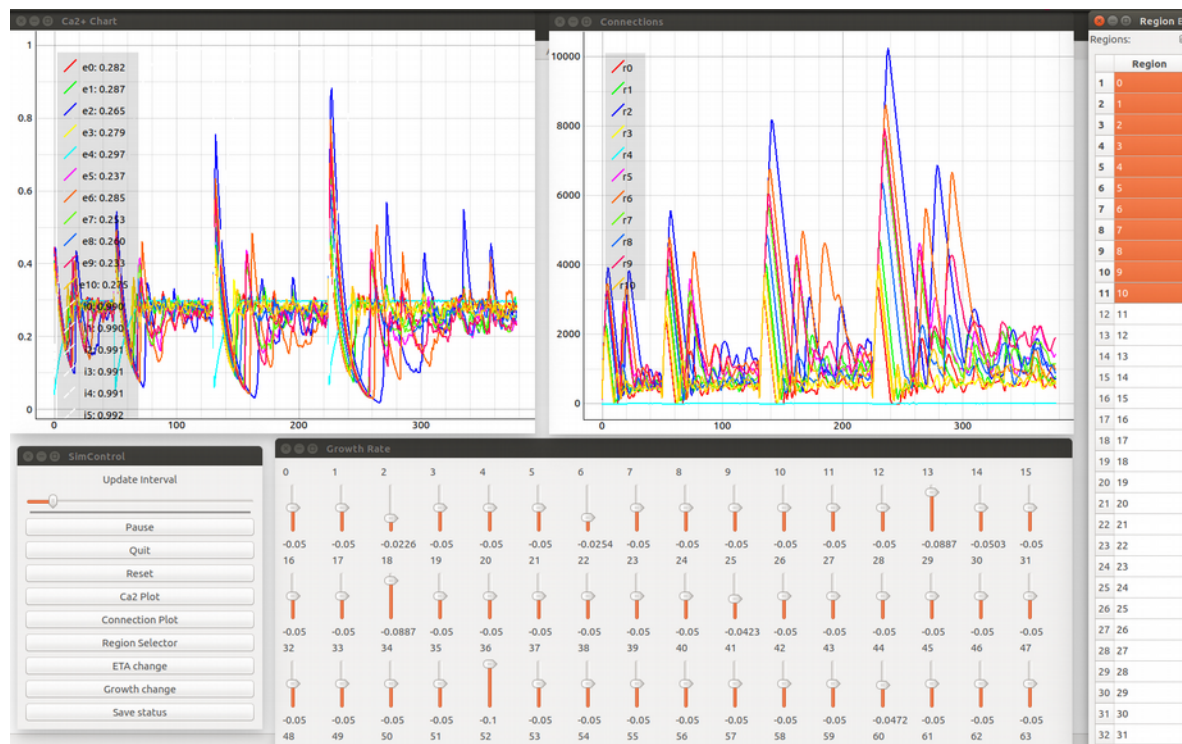 Ca2+ Chart
1
0.8
0.6
0.4
0.2
0
0 100 200 300
e0: 0.282
e1: 0.287
e2: 0.265
e3: 0.279
e4: 0.297
e5: 0.237
e6: 0.285
e7: 0.253
e8: 0.260
e9: 0.233
e10: 0.275
i0: 0.990
i1: 0.990
i2: 0.991
i3: 0.991
i4: 0.991
i5: 0.992
Connections
10000
8000
6000
4000
2000
0
0 100 200 300
r0
r1
r2
r3
r4
r5
r6
r7
r8
r9
r10
Region
Regions:
Region
1 0
2 1
3 2
4 3
5 4
6 5
7 6
8 7
9 8
10 9
11 10
12 11
13 12
14 13
15 14
16 15
17 16
18 17
19 18
20 19
21 20
22 21
23 22
24 23
25 24
26 25
27 26
28 27
29 28
30 29
31 30
32 31
SimControl
Update Interval
Pause
Quit
Reset
Ca2 Plot
Connection Plot
Region Selector
ETA change
Growth change
Save status
Growth Rate
0 1 2 3 4 5 6 7 8 9 10 11 12 13 14 15
-0.05 -0.05 -0.0226 -0.05 -0.05 -0.05 -0.0254 -0.05 -0.05 -0.05 -0.05 -0.05 -0.05 -0.0887 -0.0503 -0.05
16 17 18 19 20 21 22 23 24 25 26 27 28 29 30 31
-0.05 -0.05 -0.0887 -0.05 -0.05 -0.05 -0.05 -0.05 -0.05 -0.0423 -0.05 -0.05 -0.05 -0.05 -0.05 -0.05
32 33 34 35 36 37 38 39 40 41 42 43 44 45 46 47
-0.05 -0.05 -0.05 -0.05 -0.1 -0.05 -0.05 -0.05 -0.05 -0.05 -0.05 -0.05 -0.0472 -0.05 -0.05 -0.05
48 49 50 51 52 53 54 55 56 57 58 59 60 61 62 63